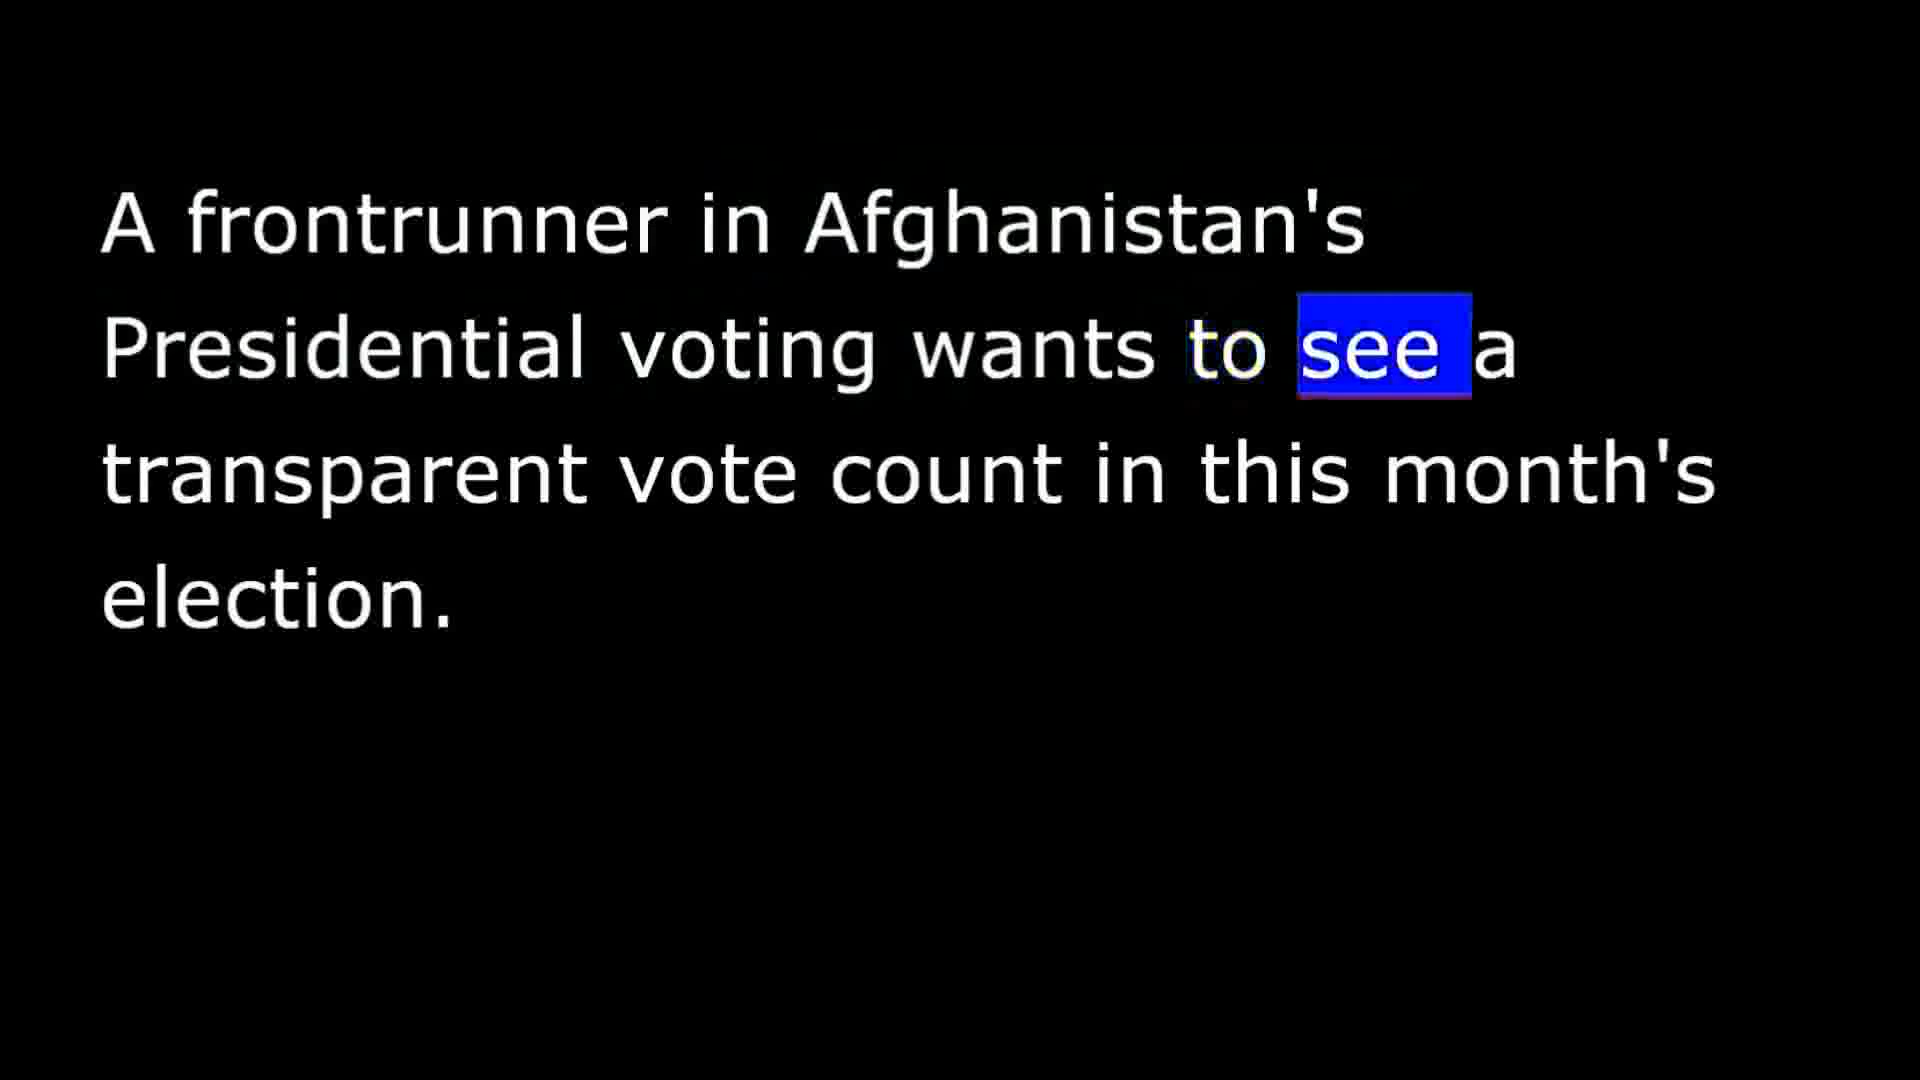 A frontrunner in Afghanistan's
Presidential voting wants to see a
transparent vote count in this month's
election.